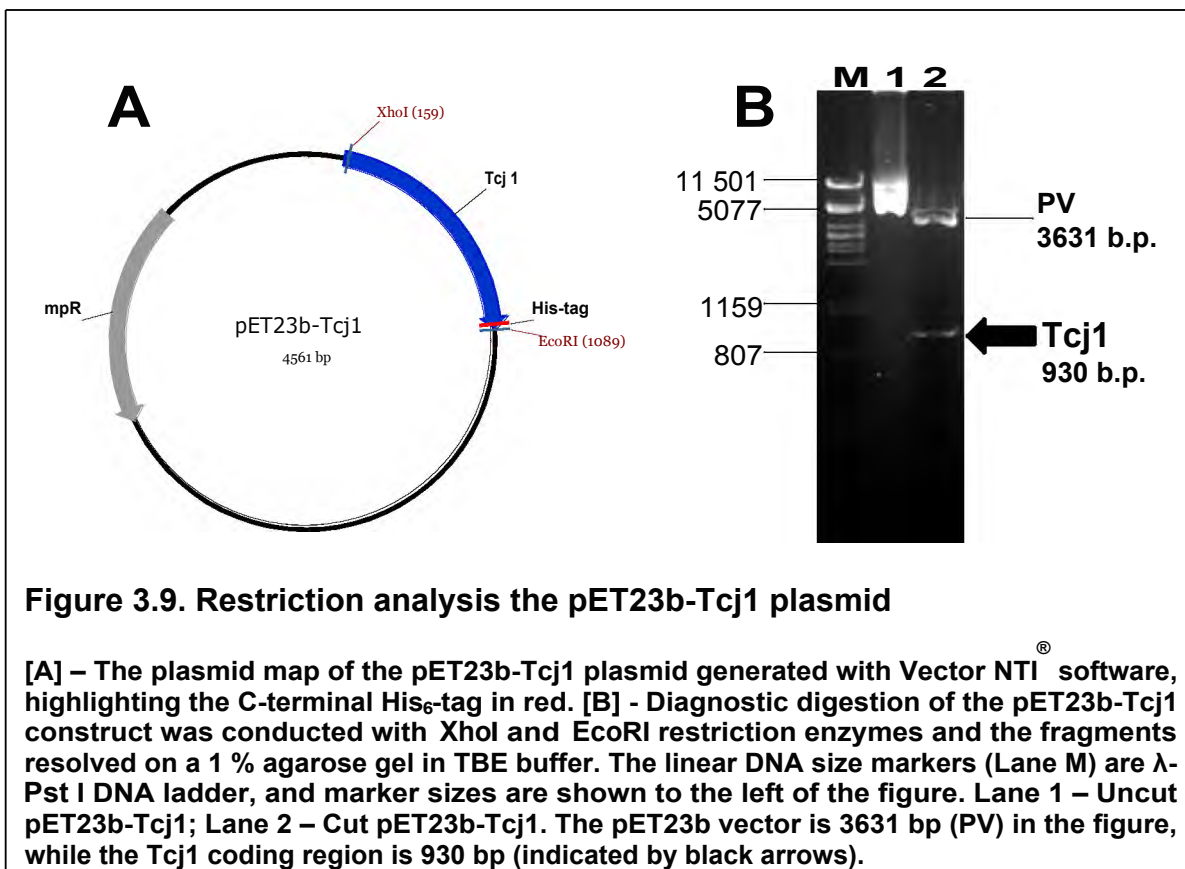 A
XhoI (159)
Tcj 1
His-tag
EcoRI (1089)
mpR
pET23b-Tcj1
4561 bp
B
M 1 2
11 501
5077
1159
807
PV
3631 b.p.
Tcj1
930 b.p.
Figure 3.9. Restriction analysis the pET23b-Tcj1 plasmid
[A] – The plasmid map of the pET23b-Tcj1 plasmid generated with Vector NTI® software,
highlighting the C-terminal His₆-tag in red. [B] - Diagnostic digestion of the pET23b-Tcj1
construct was conducted with XhoI and EcoRI restriction enzymes and the fragments
resolved on a 1 % agarose gel in TBE buffer. The linear DNA size markers (Lane M) are λ-
Pst I DNA ladder, and marker sizes are shown to the left of the figure. Lane 1 – Uncut
pET23b-Tcj1; Lane 2 – Cut pET23b-Tcj1. The pET23b vector is 3631 bp (PV) in the figure,
while the Tcj1 coding region is 930 bp (indicated by black arrows).